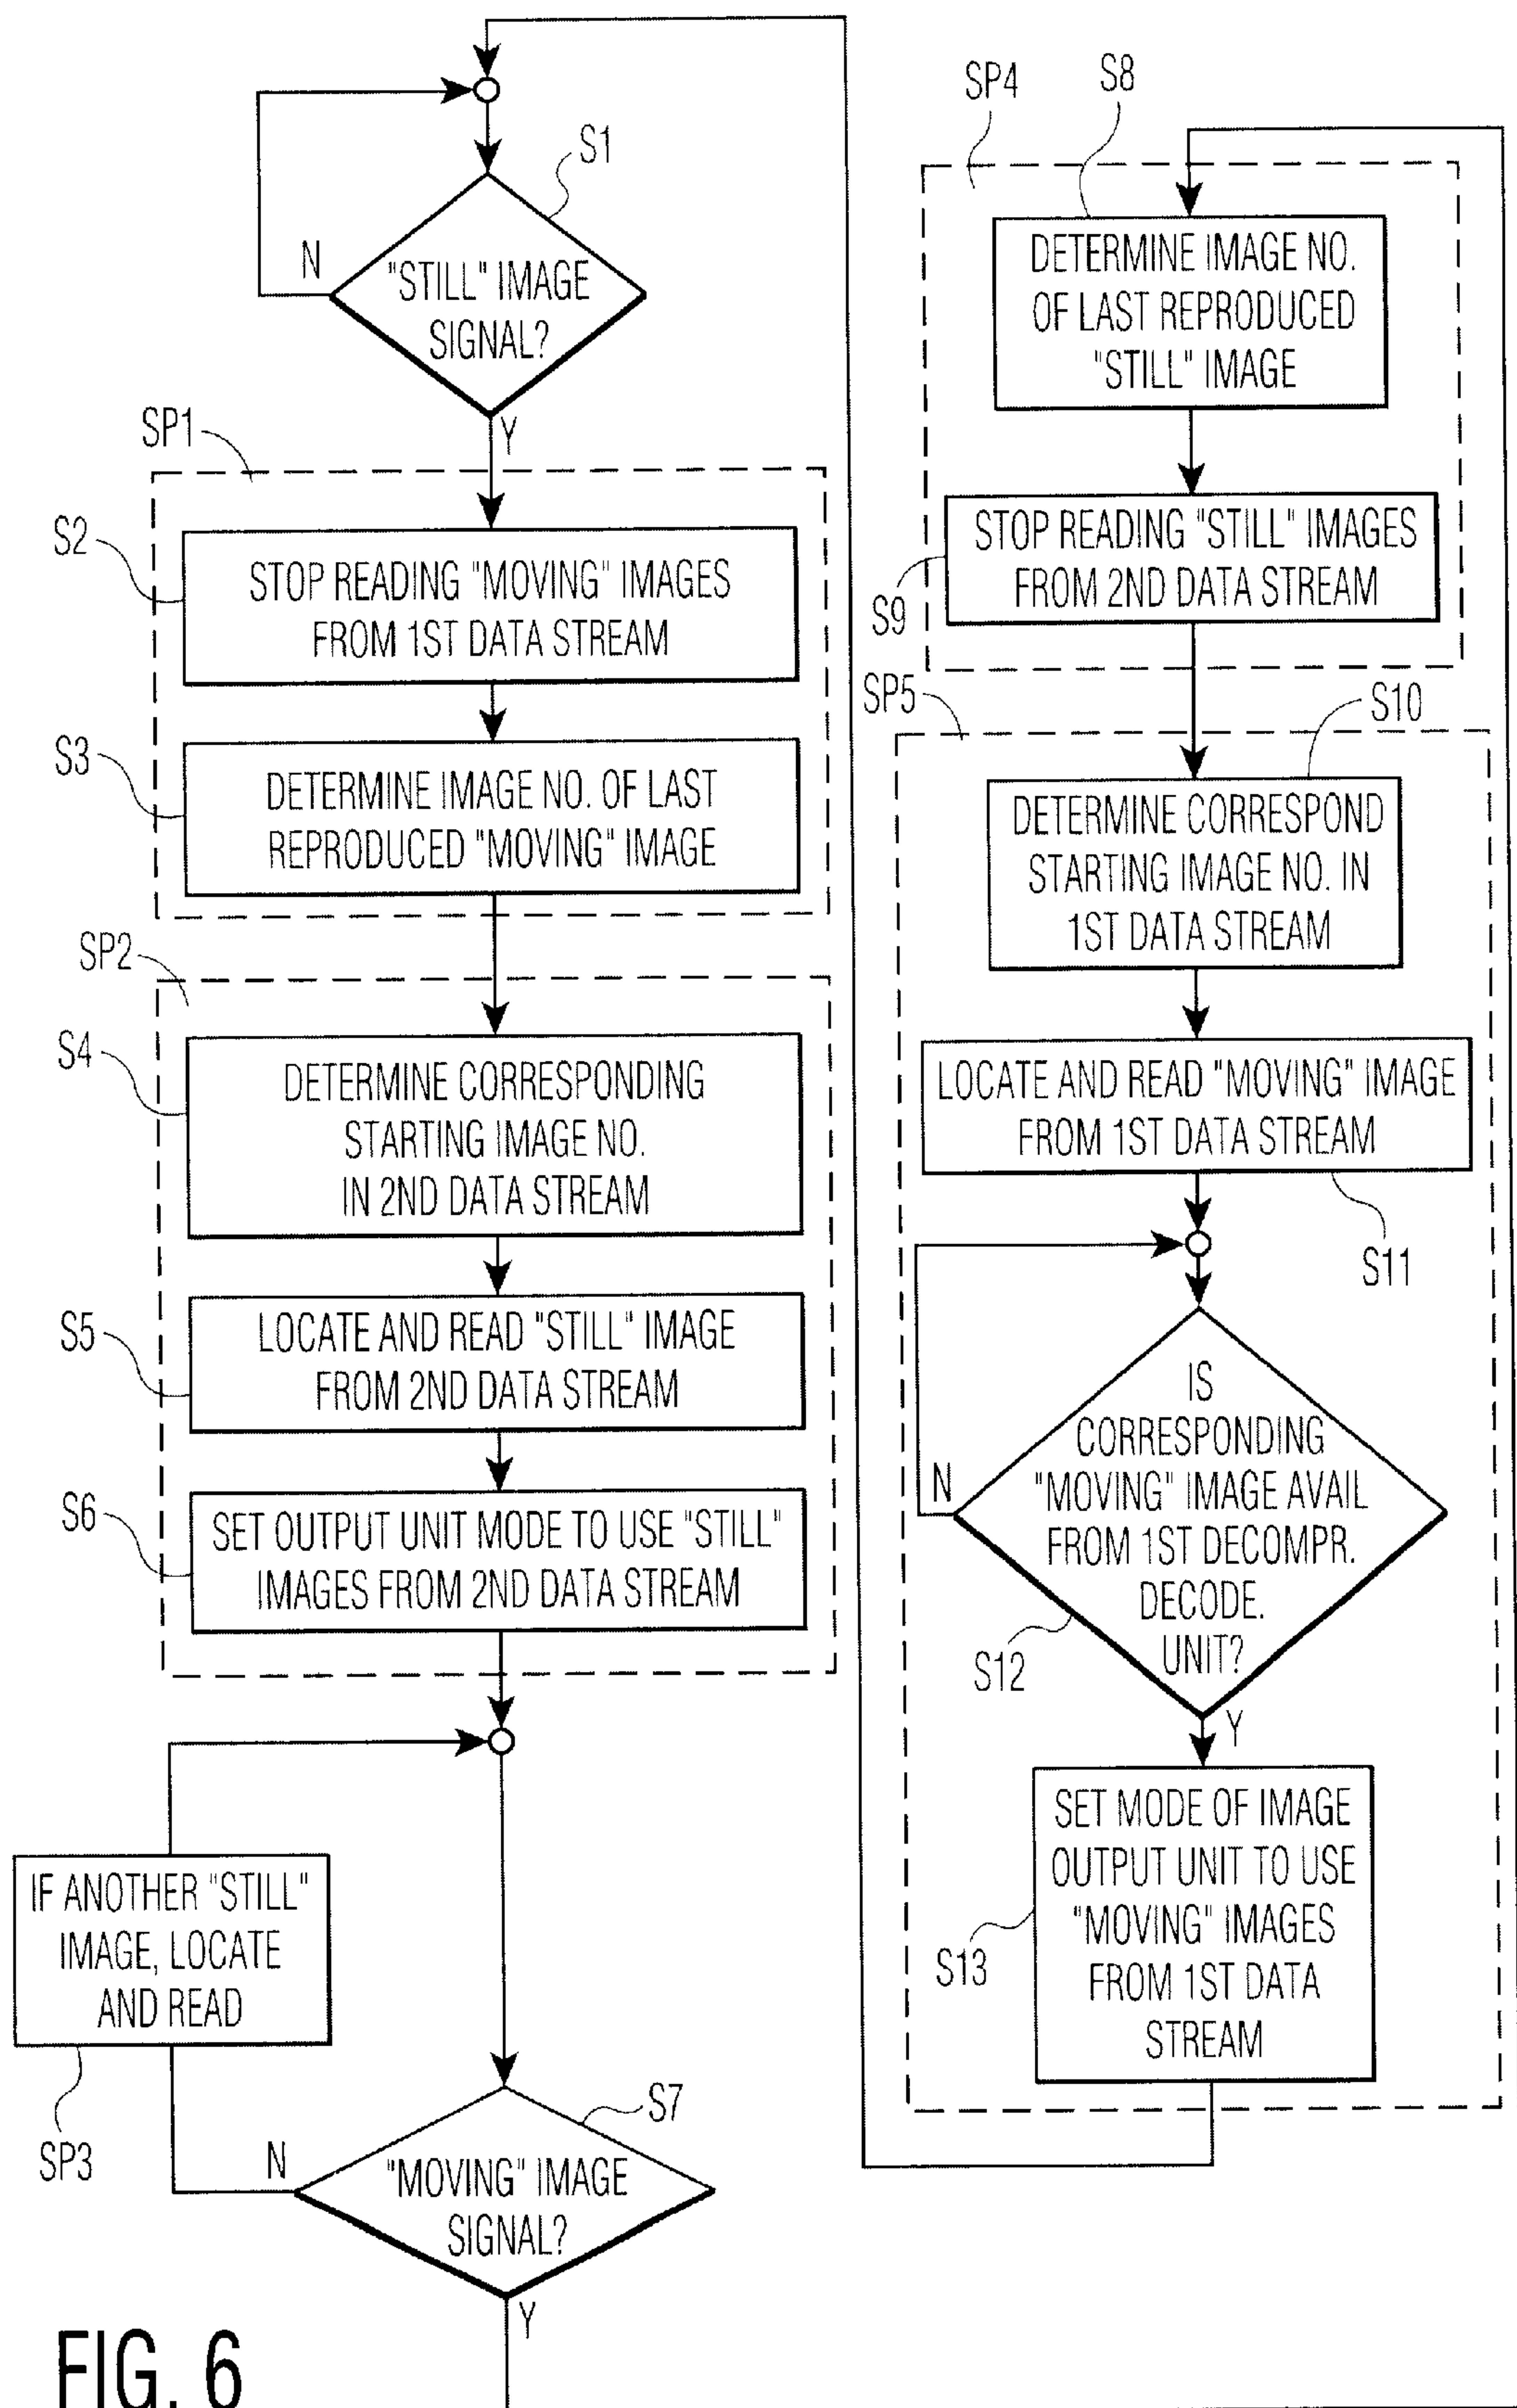 S1
N
"STILL" IMAGE
SIGNAL?
Y
SP1
S2
STOP READING "MOVING" IMAGES
FROM 1ST DATA STREAM
S3
DETERMINE IMAGE NO. OF LAST
REPRODUCED "MOVING" IMAGE
SP2
S4
DETERMINE CORRESPONDING
STARTING IMAGE NO.
IN 2ND DATA STREAM
S5
LOCATE AND READ "STILL" IMAGE
FROM 2ND DATA STREAM
S6
SET OUTPUT UNIT MODE TO USE "STILL"
IMAGES FROM 2ND DATA STREAM
IF ANOTHER "STILL"
IMAGE, LOCATE
AND READ
SP3
S7
N
"MOVING" IMAGE
SIGNAL?
Y
SP4
S8
DETERMINE IMAGE NO.
OF LAST REPRODUCED
"STILL" IMAGE
STOP READING "STILL" IMAGES
FROM 2ND DATA STREAM
S9
SP5
S10
DETERMINE CORRESPOND
STARTING IMAGE NO. IN
1ST DATA STREAM
LOCATE AND READ "MOVING" IMAGE
FROM 1ST DATA STREAM
S11
N
IS
CORRESPONDING
"MOVING" IMAGE AVAIL
FROM 1ST DECOMPR.
DECODE.
UNIT?
S12
Y
SET MODE OF IMAGE
OUTPUT UNIT TO USE
"MOVING" IMAGES
FROM 1ST DATA
STREAM
S13
FIG. 6